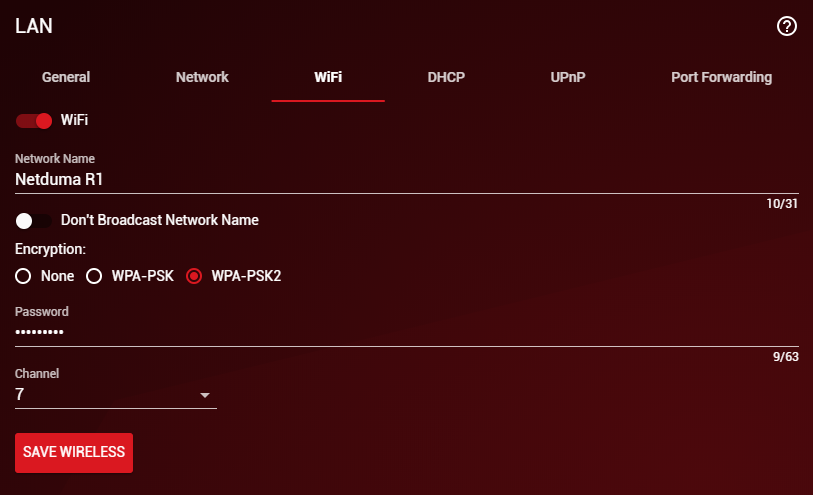 LAN
General Network WiFi DHCP UPnP Port Forwarding
WiFi
Network Name
Netduma R1
10/31
Don't Broadcast Network Name
Encryption:
None WPA-PSK WPA-PSK2
Password
•••••••••
9/63
Channel
7
SAVE WIRELESS